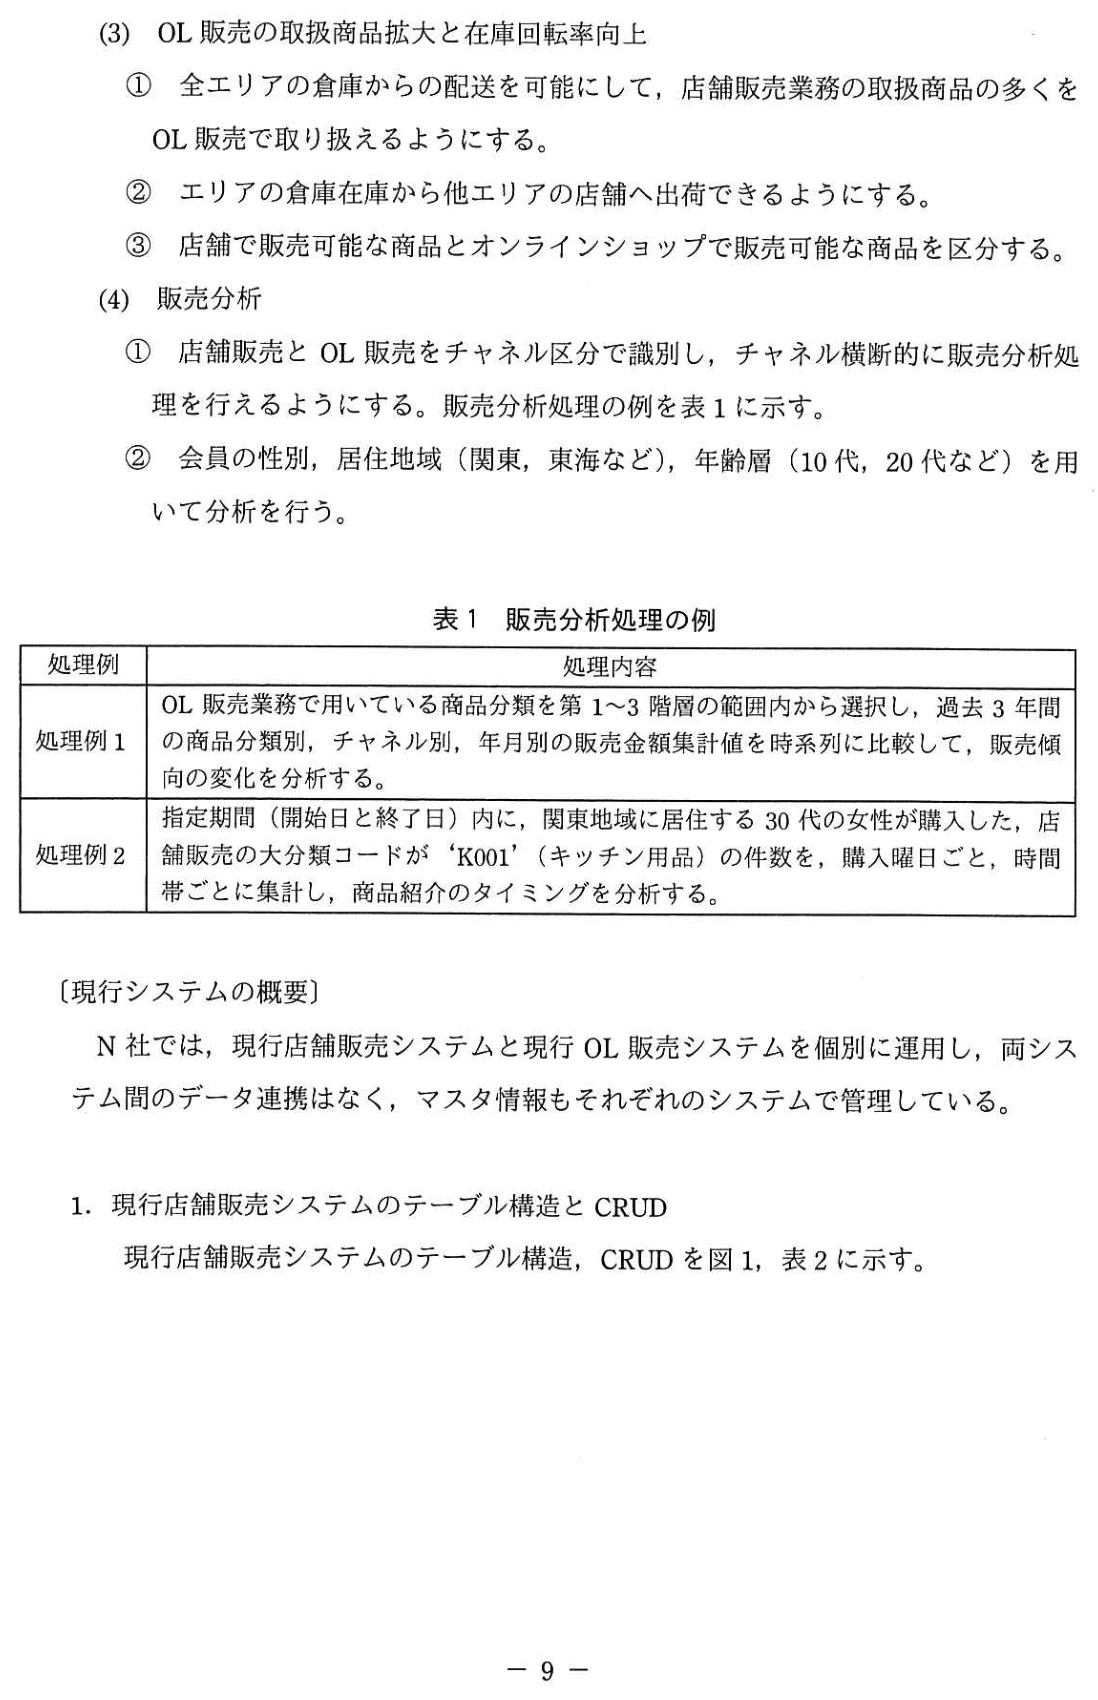 (3) OL 販売の取扱商品拡大と在庫回転率向上
① 全エリアの倉庫からの配送を可能にして，店舗販売業務の取扱商品の多くを
OL 販売で取り扱えるようにする。
② エリアの倉庫在庫から他エリアの店舗へ出荷できるようにする。
③ 店舗で販売可能な商品とオンラインショップで販売可能な商品を区分する。
(4) 販売分析
① 店舗販売と OL 販売をチャネル区分で識別し，チャネル横断的に販売分析処
理を行えるようにする。販売分析処理の例を表 1 に示す。
② 会員の性別，居住地域（関東，東海など），年齢層（10 代，20 代など）を用
いて分析を行う。
表 1 販売分析処理の例
処理例 処理内容
処理例 1
OL 販売業務で用いている商品分類を第 1～3 階層の範囲内から選択し，過去 3 年間
の商品分類別，チャネル別，年月別の販売金額集計値を時系列に比較して，販売傾
向の変化を分析する。
処理例 2
指定期間（開始日と終了日）内に，関東地域に居住する 30 代の女性が購入した，店
舗販売の大分類コードが‘K001’（キッチン用品）の件数を，購入曜日ごと，時間
帯ごとに集計し，商品紹介のタイミングを分析する。
〔現行システムの概要〕
N 社では，現行店舗販売システムと現行 OL 販売システムを個別に運用し，両シス
テム間のデータ連携はなく，マスタ情報もそれぞれのシステムで管理している。
1. 現行店舗販売システムのテーブル構造と CRUD
現行店舗販売システムのテーブル構造，CRUD を図 1，表 2 に示す。
－ 9 －